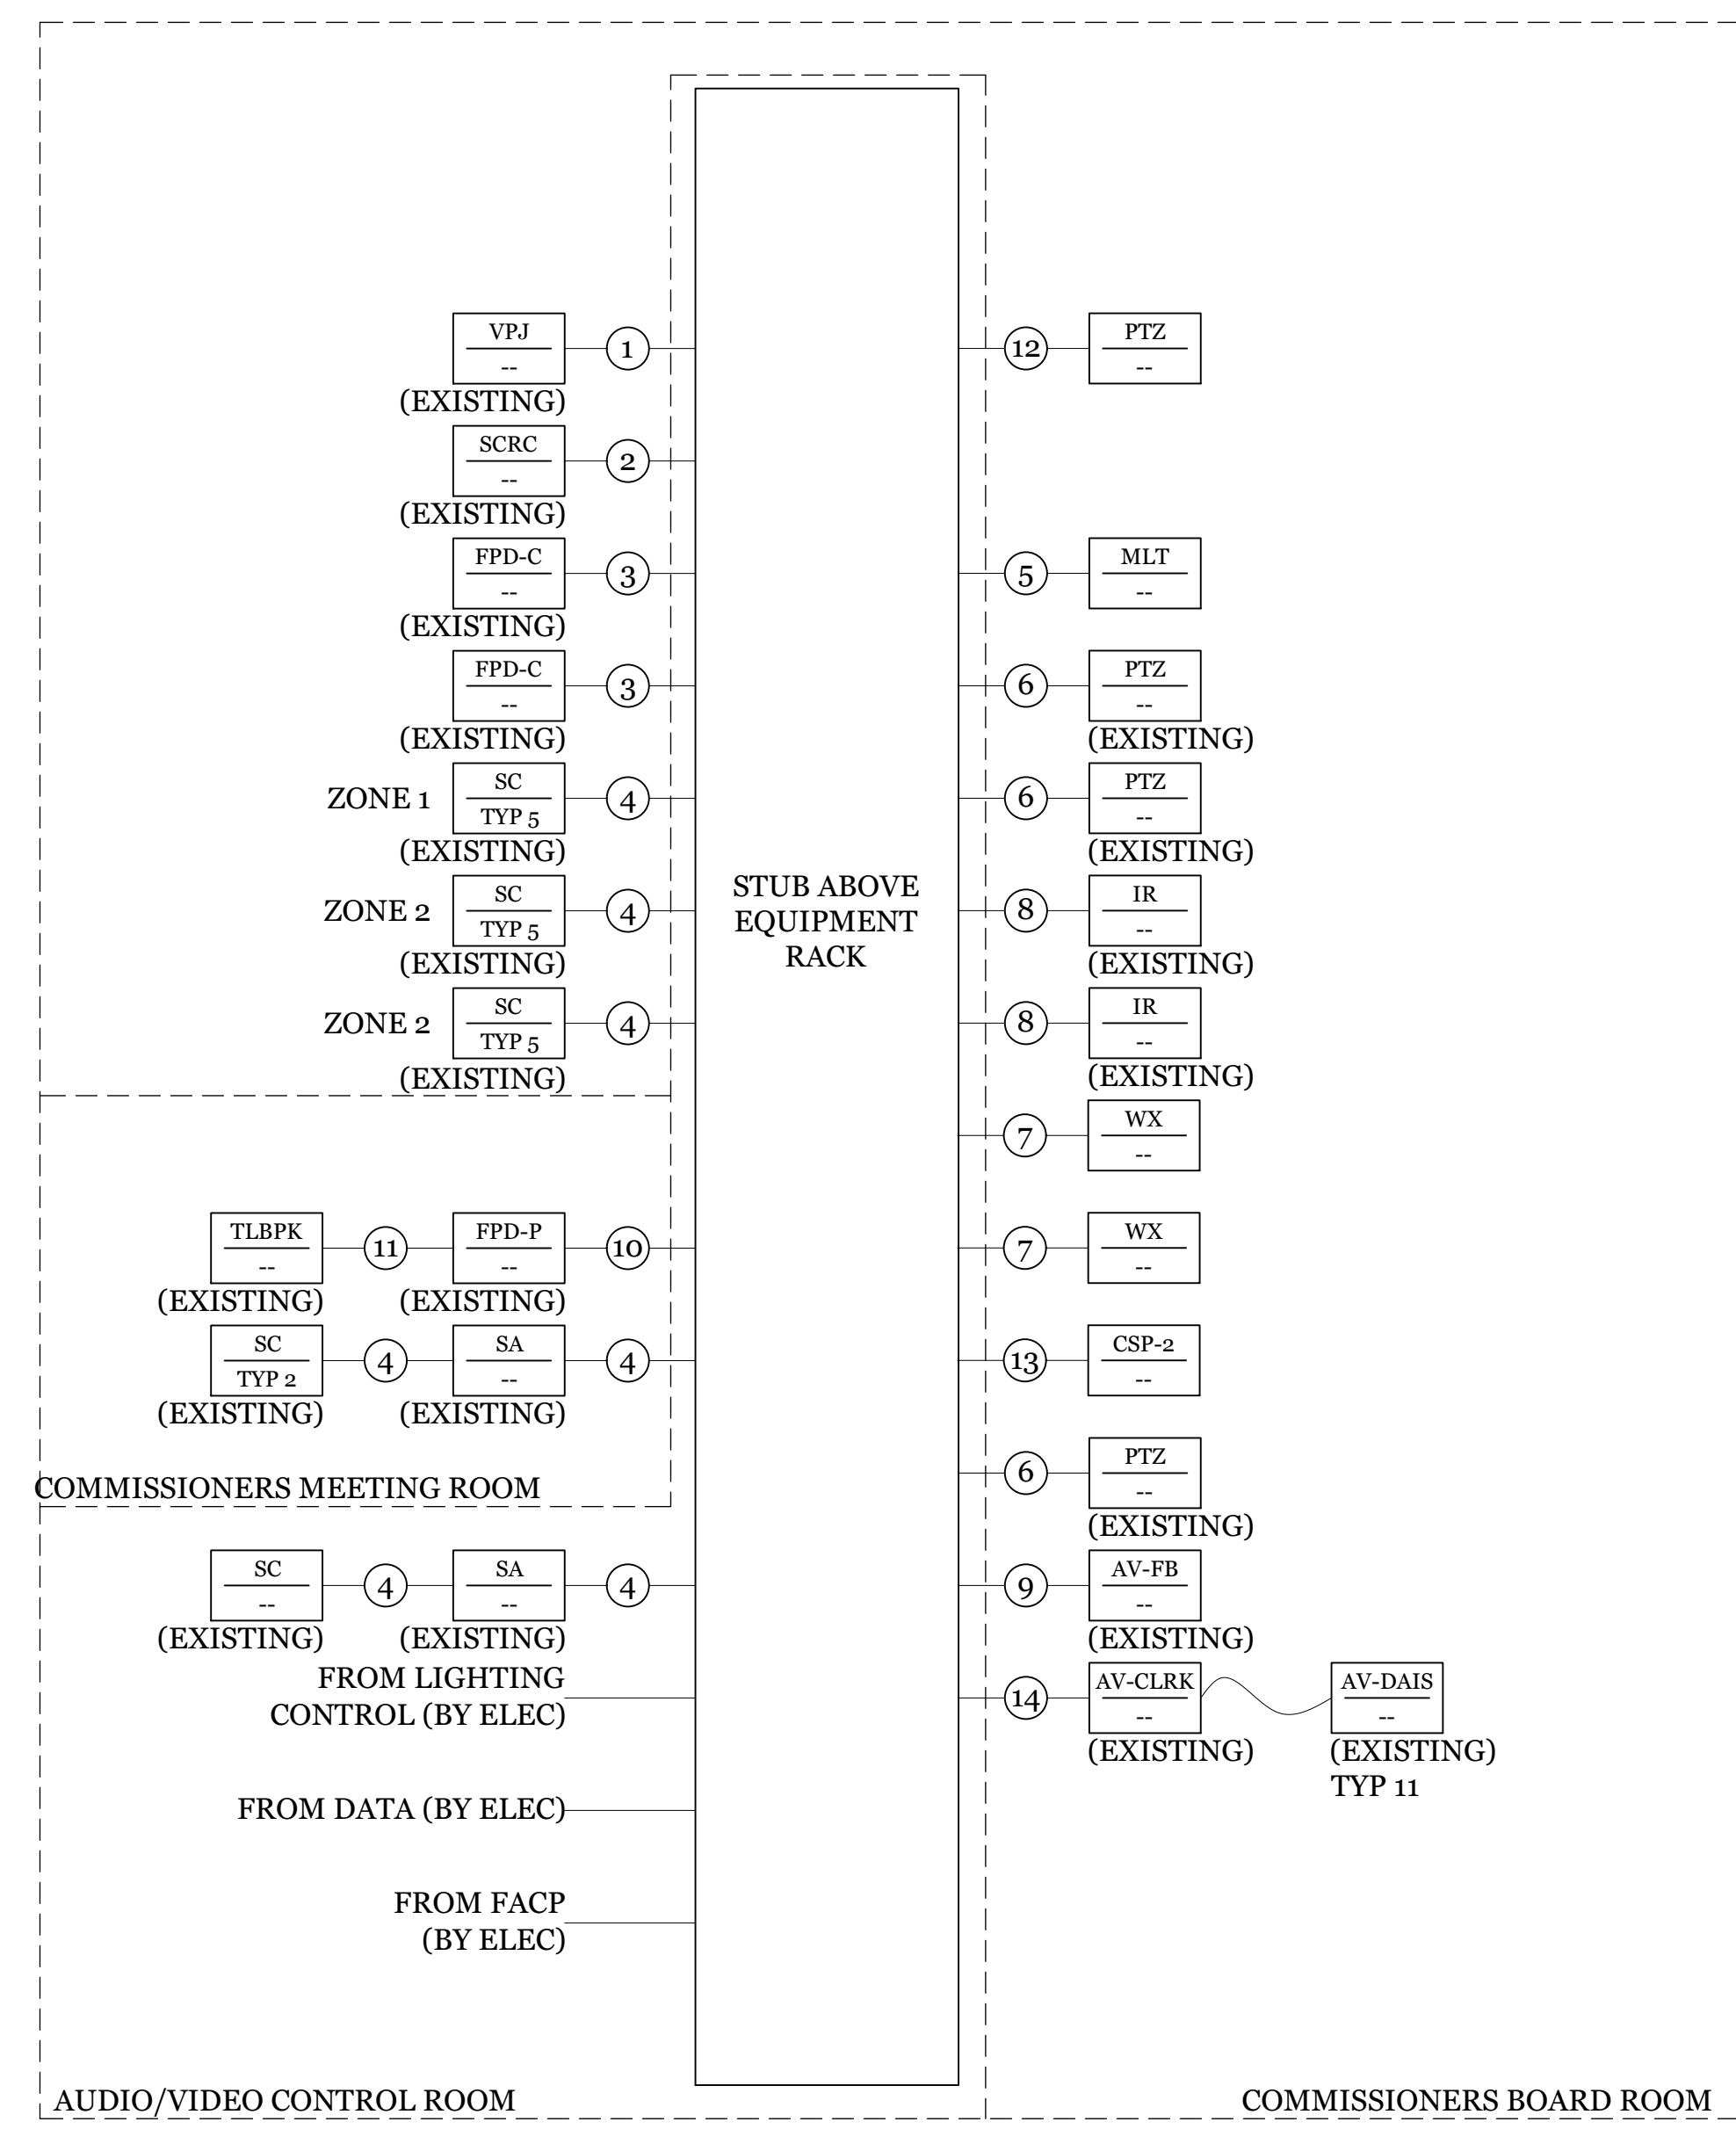 VPJ
--
(EXISTING)
1
SCRC
--
(EXISTING)
2
FPD-C
--
(EXISTING)
3
FPD-C
--
(EXISTING)
3
ZONE 1
SC
TYP 5
(EXISTING)
4
ZONE 2
SC
TYP 5
(EXISTING)
4
ZONE 2
SC
TYP 5
(EXISTING)
4
TLBPK
--
(EXISTING)
11
FPD-P
--
(EXISTING)
10
SC
TYP 2
(EXISTING)
4
SA
--
(EXISTING)
4
COMMISSIONERS MEETING ROOM
SC
--
(EXISTING)
4
SA
--
(EXISTING)
4
FROM LIGHTING
CONTROL (BY ELEC)
FROM DATA (BY ELEC)
FROM FACP
(BY ELEC)
AUDIO/VIDEO CONTROL ROOM
STUB ABOVE
EQUIPMENT
RACK
12
PTZ
--
5
MLT
--
6
PTZ
--
(EXISTING)
6
PTZ
--
(EXISTING)
8
IR
--
(EXISTING)
8
IR
--
(EXISTING)
7
WX
--
7
WX
--
13
CSP-2
--
6
PTZ
--
(EXISTING)
9
AV-FB
--
(EXISTING)
14
AV-CLRK
--
(EXISTING)
AV-DAIS
--
(EXISTING)
TYP 11
COMMISSIONERS BOARD ROOM